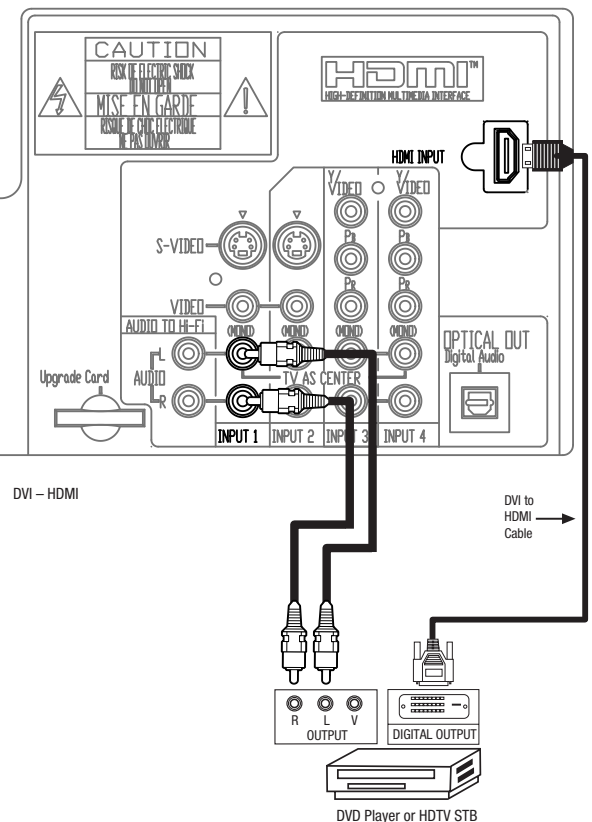 CAUTION
RISK OF ELECTRIC SHOCK
DO NOT OPEN
MISE EN GARDE
RISQUE DE CHOC ELECTRIQUE
NE PAS OUVRIR
HDMI™
HIGH-DEFINITION MULTIMEDIA INTERFACE
HDMI INPUT
Y/
VIDEO
Y/
VIDEO
S-VIDEO
PB
PB
PR
PR
VIDEO
AUDIO TO Hi-Fi
(MONO)
(MONO)
(MONO)
(MONO)
OPTICAL OUT
Digital Audio
L
Upgrade Card
AUDIO
TV AS CENTER
R
INPUT 1
INPUT 2
INPUT 3
INPUT 4
DVI – HDMI
DVI to
HDMI
Cable
R L V
OUTPUT
DIGITAL OUTPUT
DVD Player or HDTV STB